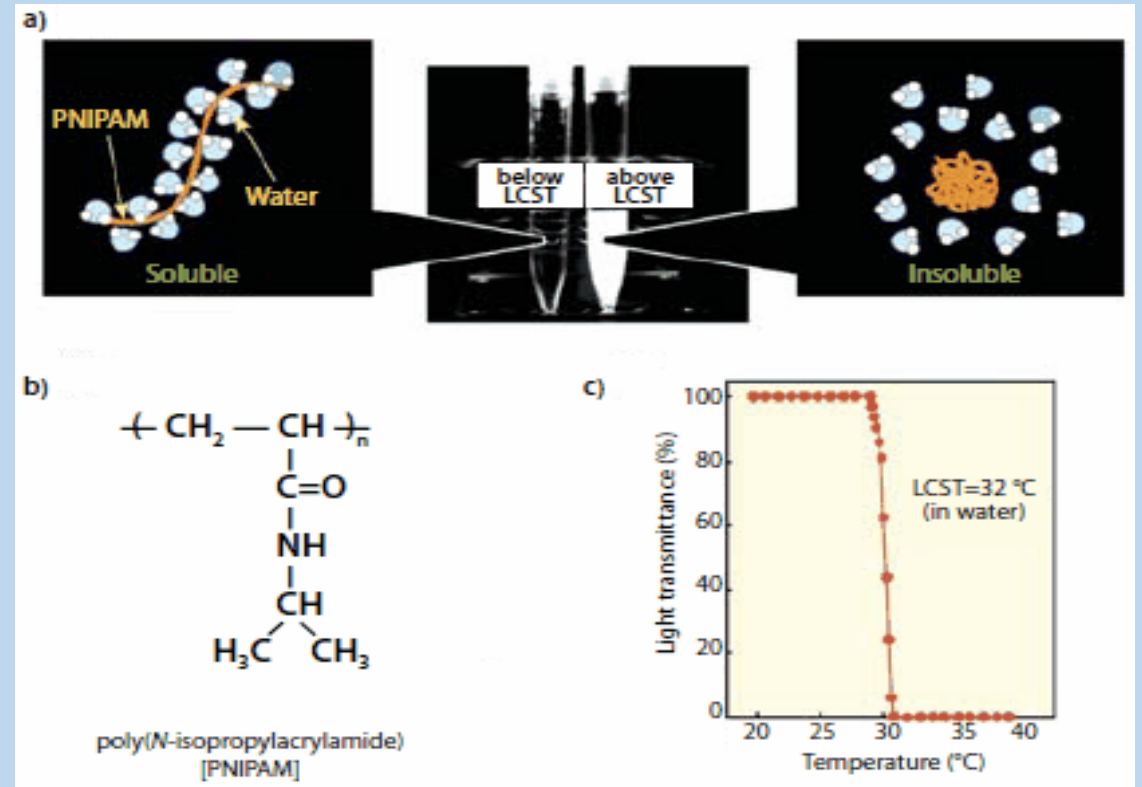 a)
PNIPAM
Water
Soluble
below
LCST
above
LCST
Insoluble
b)
-( CH₂ — CH )-ₙ
C=O
NH
CH
H₃C CH₃
poly(N-isopropylacrylamide)
[PNIPAM]
c)
Light transmittance (%)
100
80
60
40
20
0
LCST=32 °C
(in water)
20 25 30 35 40
Temperature (°C)